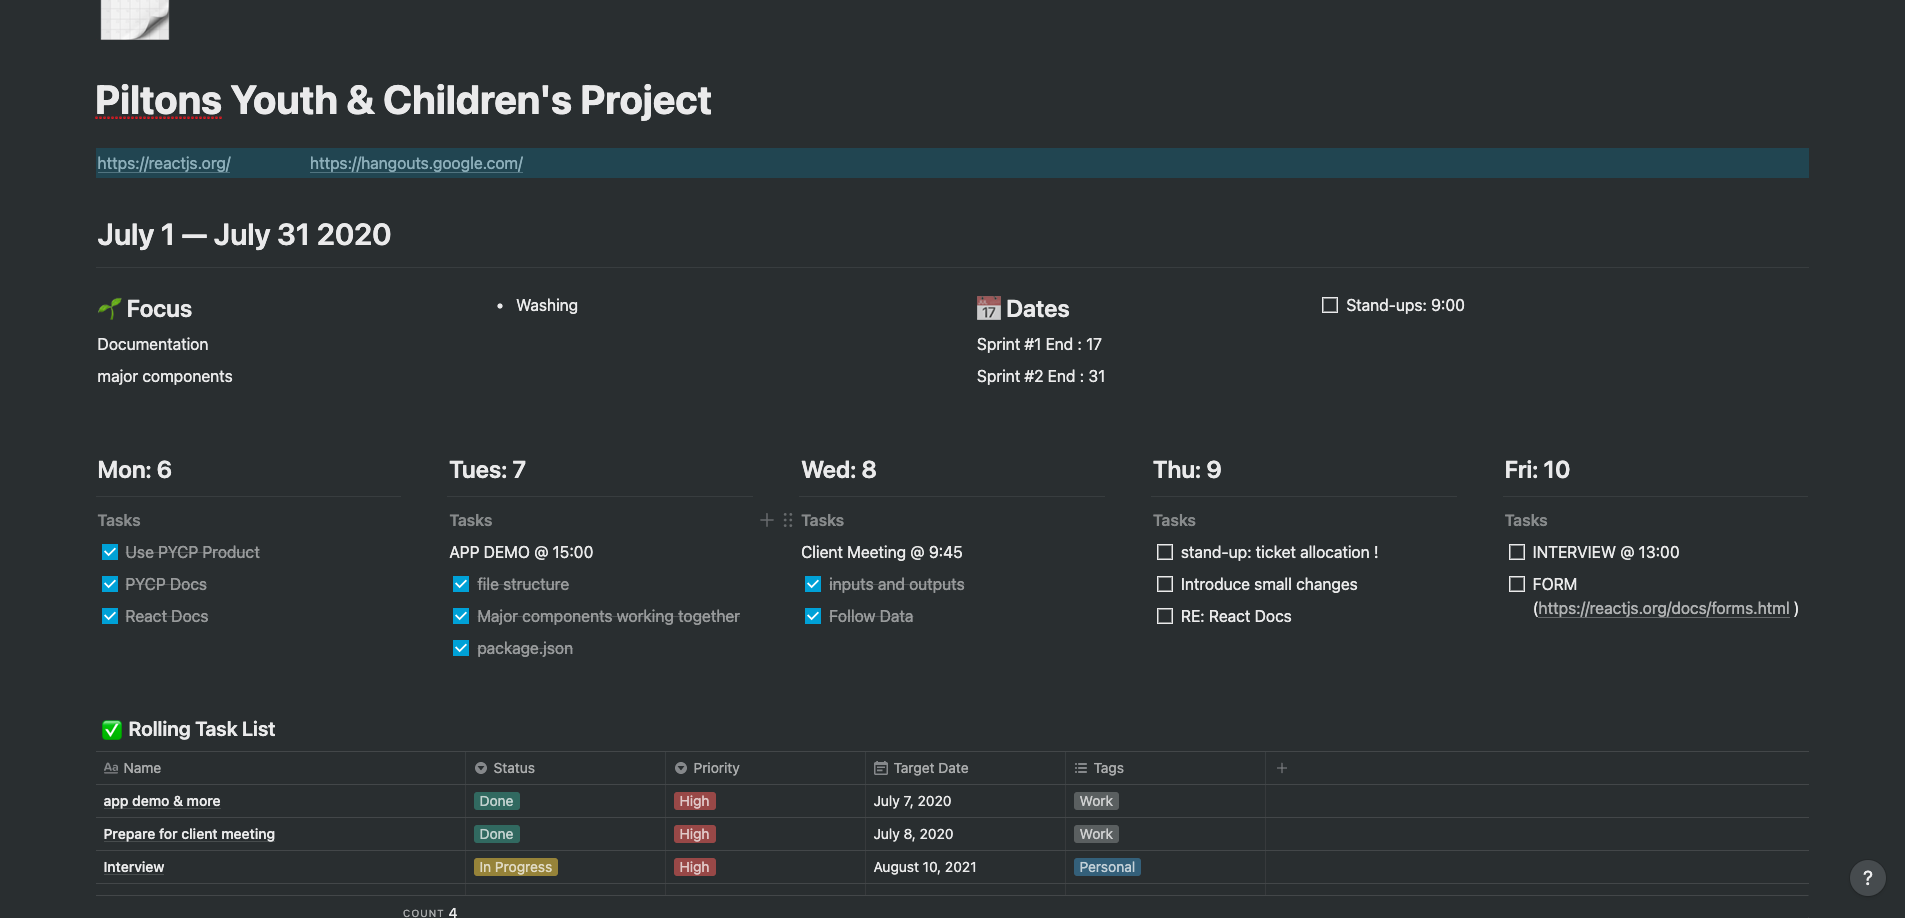 Piltons Youth & Children's Project
https://reactjs.org/ https://hangouts.google.com/
July 1 — July 31 2020
Focus
Documentation
major components
• Washing
JUL 17 Dates
Sprint #1 End : 17
Sprint #2 End : 31
Stand-ups: 9:00
Mon: 6
Tasks
Use PYCP Product
PYCP Docs
React Docs
Tues: 7
Tasks
APP DEMO @ 15:00
file structure
Major components working together
package.json
Wed: 8
Tasks
Client Meeting @ 9:45
inputs and outputs
Follow Data
Thu: 9
Tasks
stand-up: ticket allocation !
Introduce small changes
RE: React Docs
Fri: 10
Tasks
INTERVIEW @ 13:00
FORM
(https://reactjs.org/docs/forms.html )
Rolling Task List
Aa Name Status Priority Target Date Tags +
app demo & more Done High July 7, 2020 Work
Prepare for client meeting Done High July 8, 2020 Work
Interview In Progress High August 10, 2021 Personal
COUNT 4
?